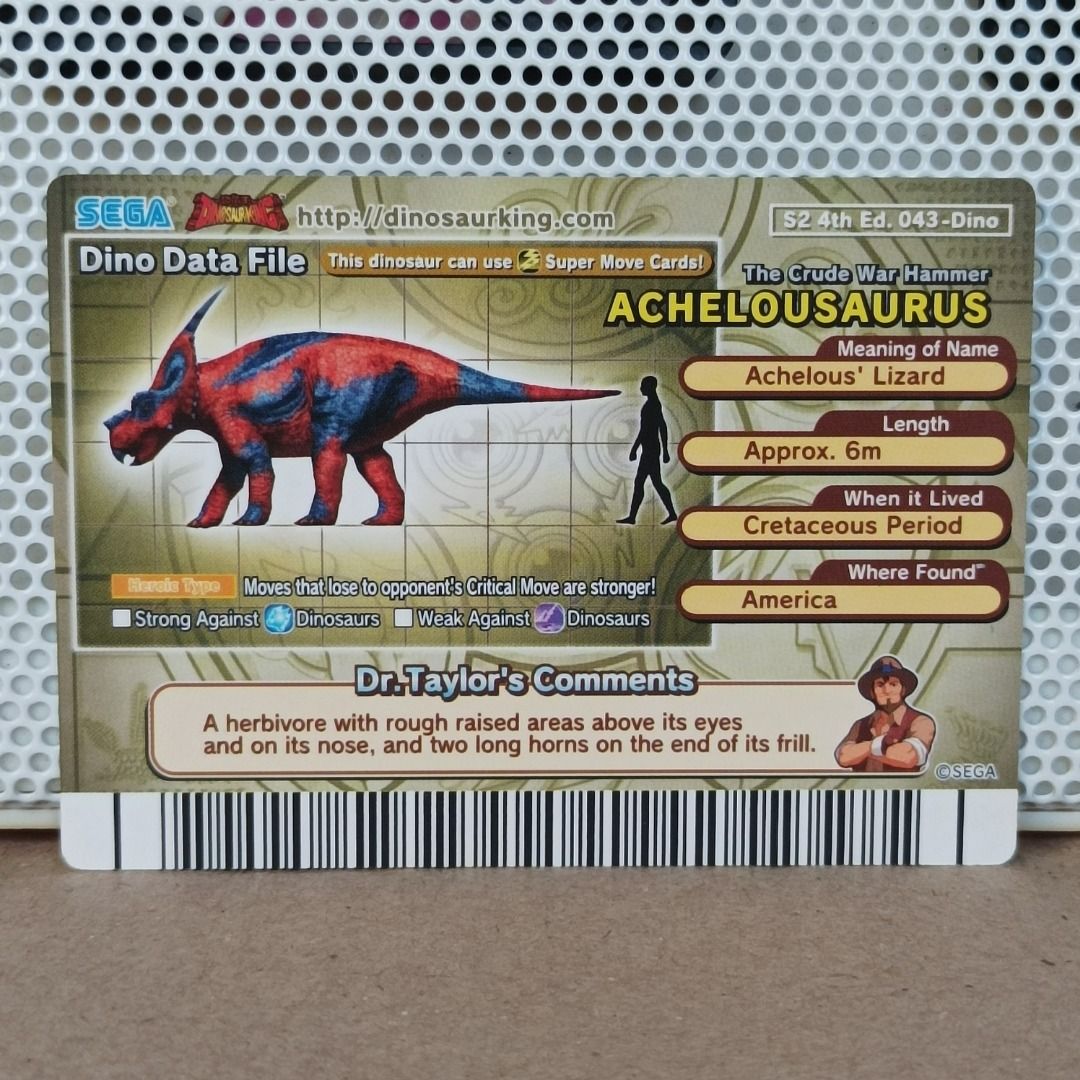 SEGA DINOSAUR KING http://dinosaurking.com S2 4th Ed. 043-Dino
Dino Data File This dinosaur can use Super Move Cards!
The Crude War Hammer
ACHELOUSAURUS
Meaning of Name
Achelous' Lizard
Length
Approx. 6m
When it Lived
Cretaceous Period
Where Found
America
Heroic Type Moves that lose to opponent's Critical Move are stronger!
Strong Against Dinosaurs Weak Against Dinosaurs
Dr.Taylor's Comments
A herbivore with rough raised areas above its eyes
and on its nose, and two long horns on the end of its frill.
©SEGA